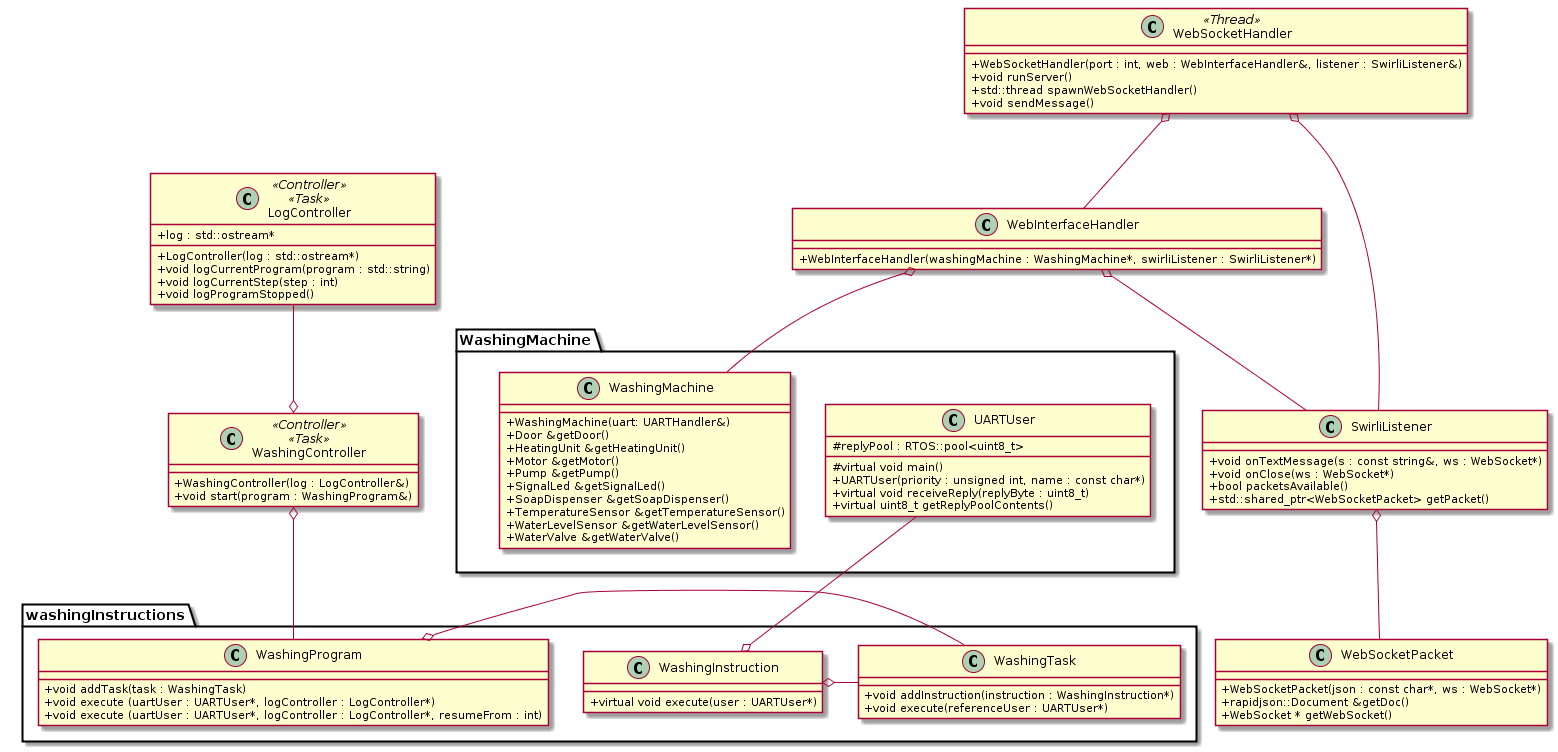 «Thread»
C WebSocketHandler
+WebSocketHandler(port : int, web : WebInterfaceHandler&, listener : SwirliListener&)
+void runServer()
+std::thread spawnWebSocketHandler()
+void sendMessage()
«Controller»
«Task»
C LogController
+log : std::ostream*
+LogController(log : std::ostream*)
+void logCurrentProgram(program : std::string)
+void logCurrentStep(step : int)
+void logProgramStopped()
C WebInterfaceHandler
+WebInterfaceHandler(washingMachine : WashingMachine*, swirliListener : SwirliListener*)
WashingMachine
C WashingMachine
+WashingMachine(uart: UARTHandler&)
+Door &getDoor()
+HeatingUnit &getHeatingUnit()
+Motor &getMotor()
+Pump &getPump()
+SignalLed &getSignalLed()
+SoapDispenser &getSoapDispenser()
+TemperatureSensor &getTemperatureSensor()
+WaterLevelSensor &getWaterLevelSensor()
+WaterValve &getWaterValve()
C UARTUser
#replyPool : RTOS::pool<uint8_t>
#virtual void main()
+UARTUser(priority : unsigned int, name : const char*)
+virtual void receiveReply(replyByte : uint8_t)
+virtual uint8_t getReplyPoolContents()
«Controller»
«Task»
C WashingController
+WashingController(log : LogController&)
+void start(program : WashingProgram&)
C SwirliListener
+void onTextMessage(s : const string&, ws : WebSocket*)
+void onClose(ws : WebSocket*)
+bool packetsAvailable()
+std::shared_ptr<WebSocketPacket> getPacket()
washingInstructions
C WashingProgram
+void addTask(task : WashingTask)
+void execute (uartUser : UARTUser*, logController : LogController*)
+void execute (uartUser : UARTUser*, logController : LogController*, resumeFrom : int)
C WashingInstruction
+virtual void execute(user : UARTUser*)
C WashingTask
+void addInstruction(instruction : WashingInstruction*)
+void execute(referenceUser : UARTUser*)
C WebSocketPacket
+WebSocketPacket(json : const char*, ws : WebSocket*)
+rapidjson::Document &getDoc()
+WebSocket * getWebSocket()